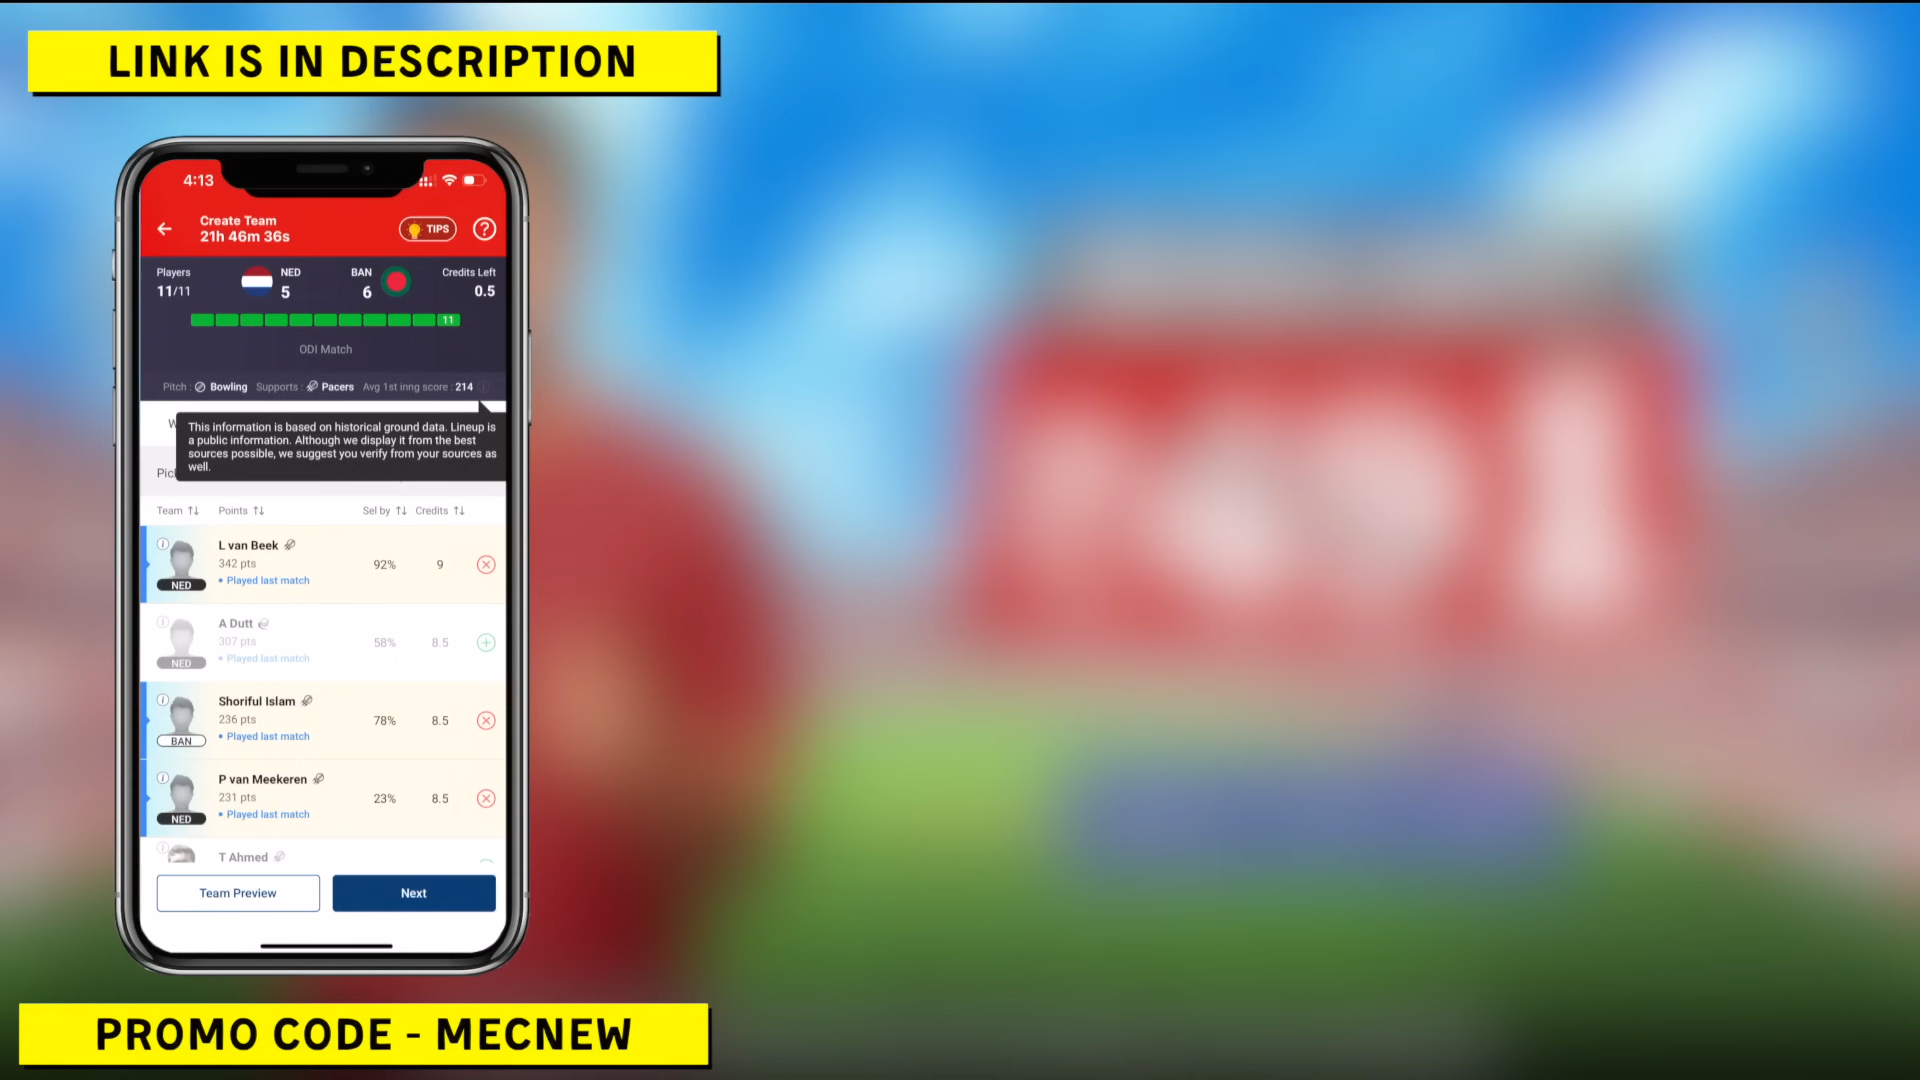 LINK IS IN DESCRIPTION
4:13
Create Team
21h 46m 36s
TIPS
?
Players
NED
BAN
Credits Left
11/11
5
6
0.5
11
ODI Match
Pitch : Bowling Supports : Pacers Avg 1st inng score : 214
This information is based on historical ground data. Lineup is
a public information. Although we display it from the best
sources possible, we suggest you verify from your sources as
well.
Team Points Sel by Credits
L van Beek
342 pts
92% 9
Played last match
NED
A Dutt
307 pts
58% 8.5
Played last match
NED
Shoriful Islam
236 pts
78% 8.5
Played last match
BAN
P van Meekeren
231 pts
23% 8.5
Played last match
NED
T Ahmed
Team Preview Next
PROMO CODE - MECNEW